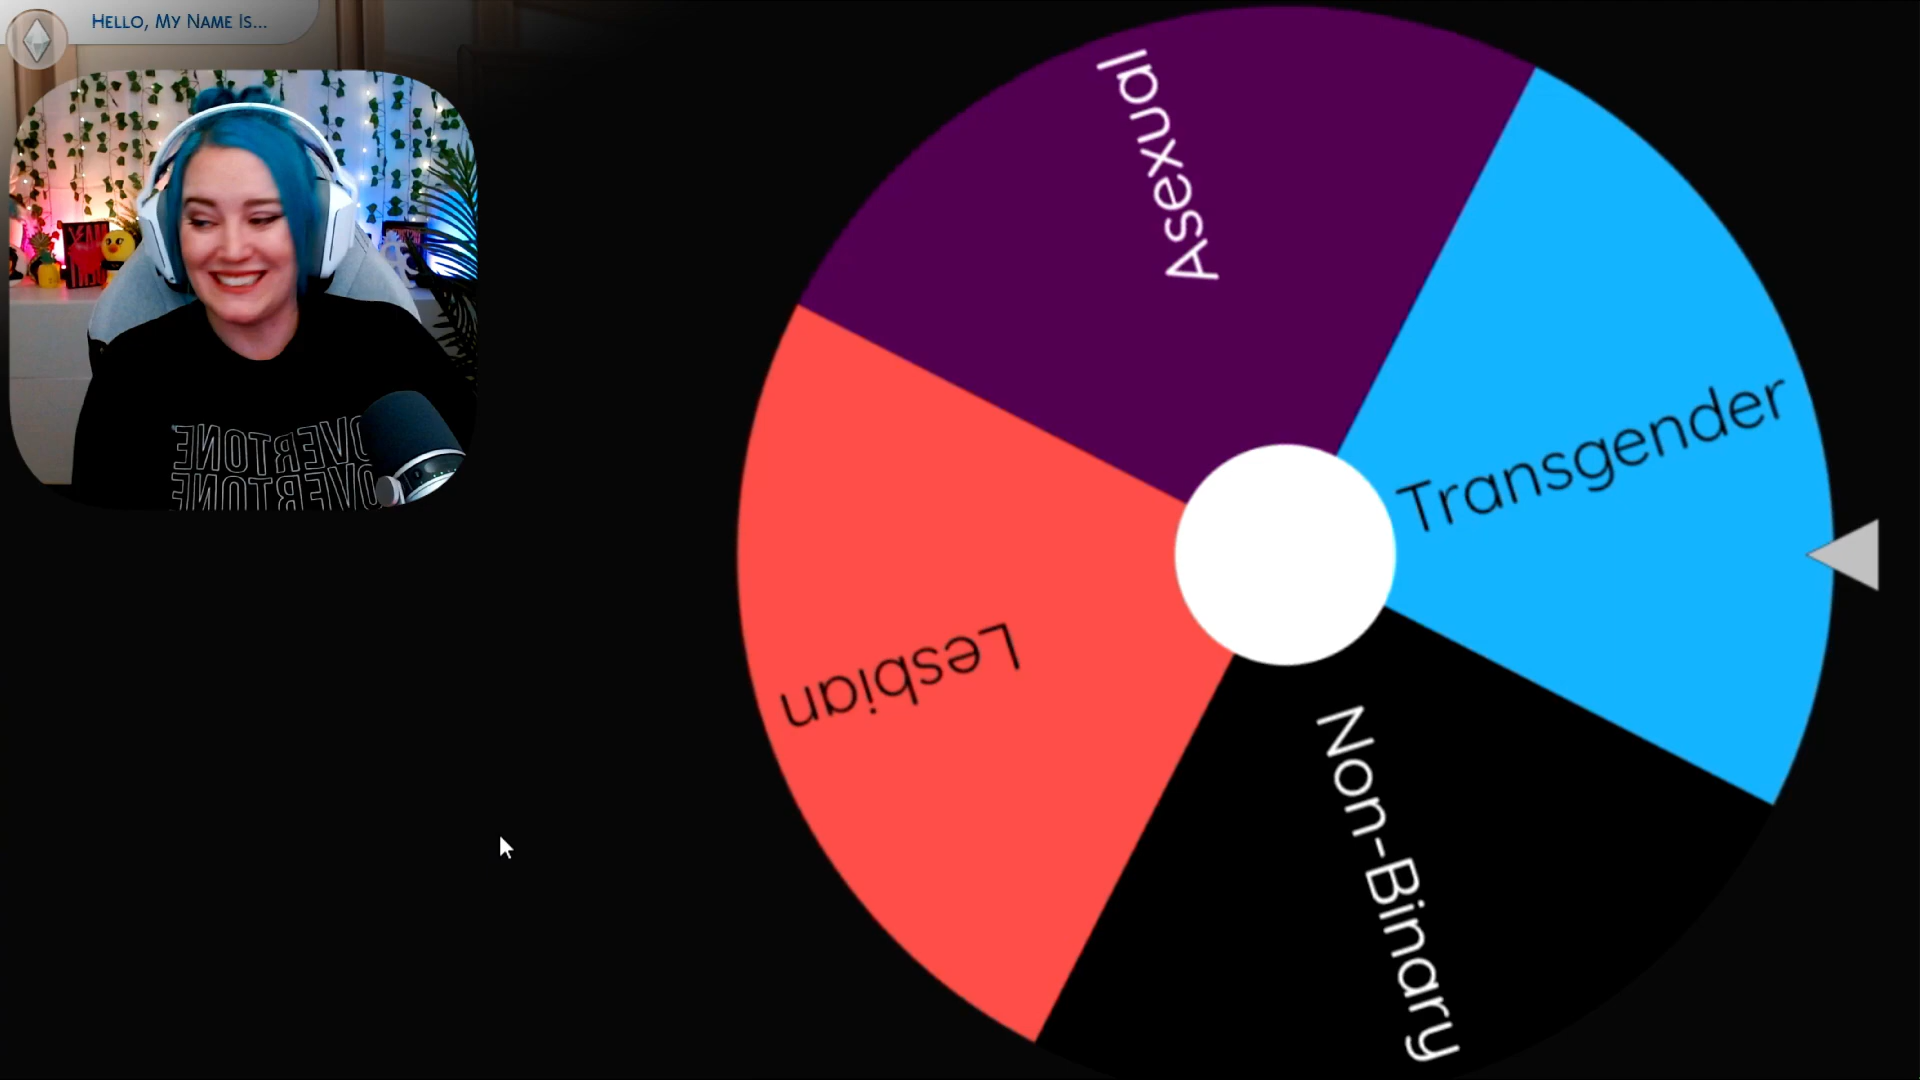 Hello, My Name Is...
Asexual
Transgender
Lesbian
Non-Binary
OVERTONE
OVERTONE